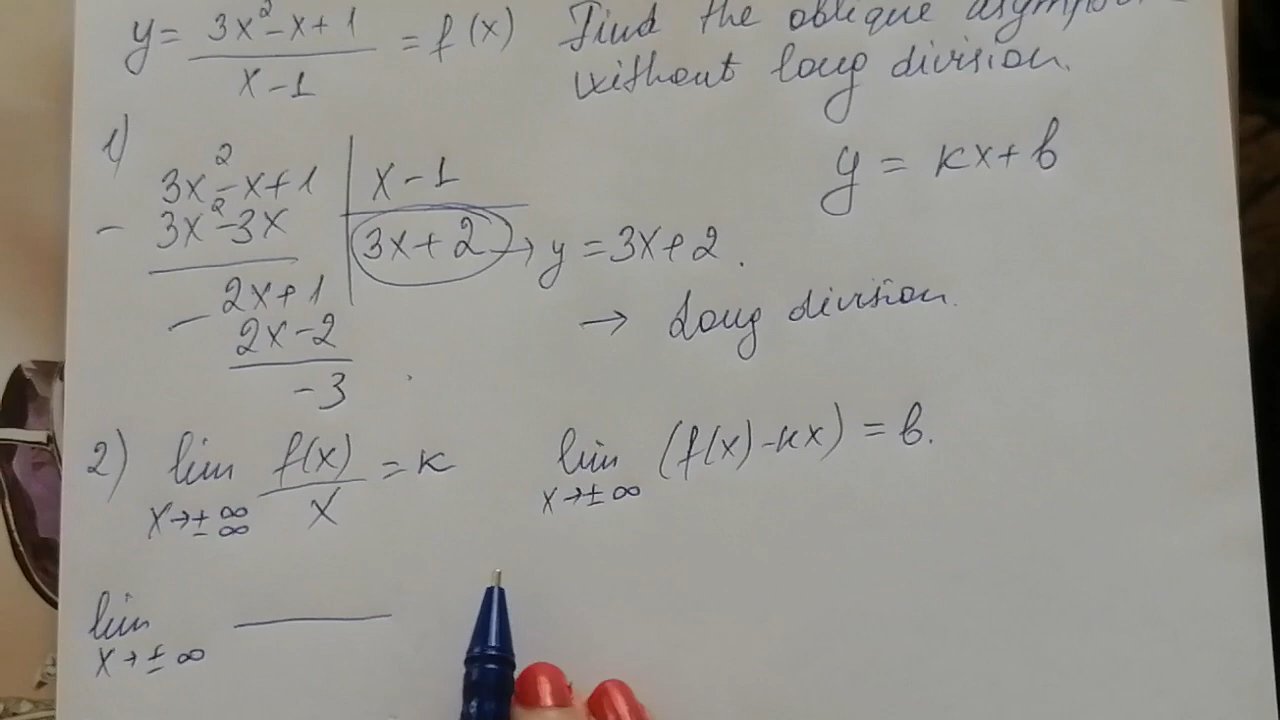 y = 3x²-x+1 / x-1 = f(x) Find the oblique
without long division.
1)
y = kx+b
3x²-x+1 | x-1
- 3x²-3x 3x+2 → y = 3x+2.
2x+1
- 2x-2 → Long division.
-3
2) lim x→±∞ f(x)/x = k lim x→±∞ (f(x)-kx) = b.
lim x→±∞